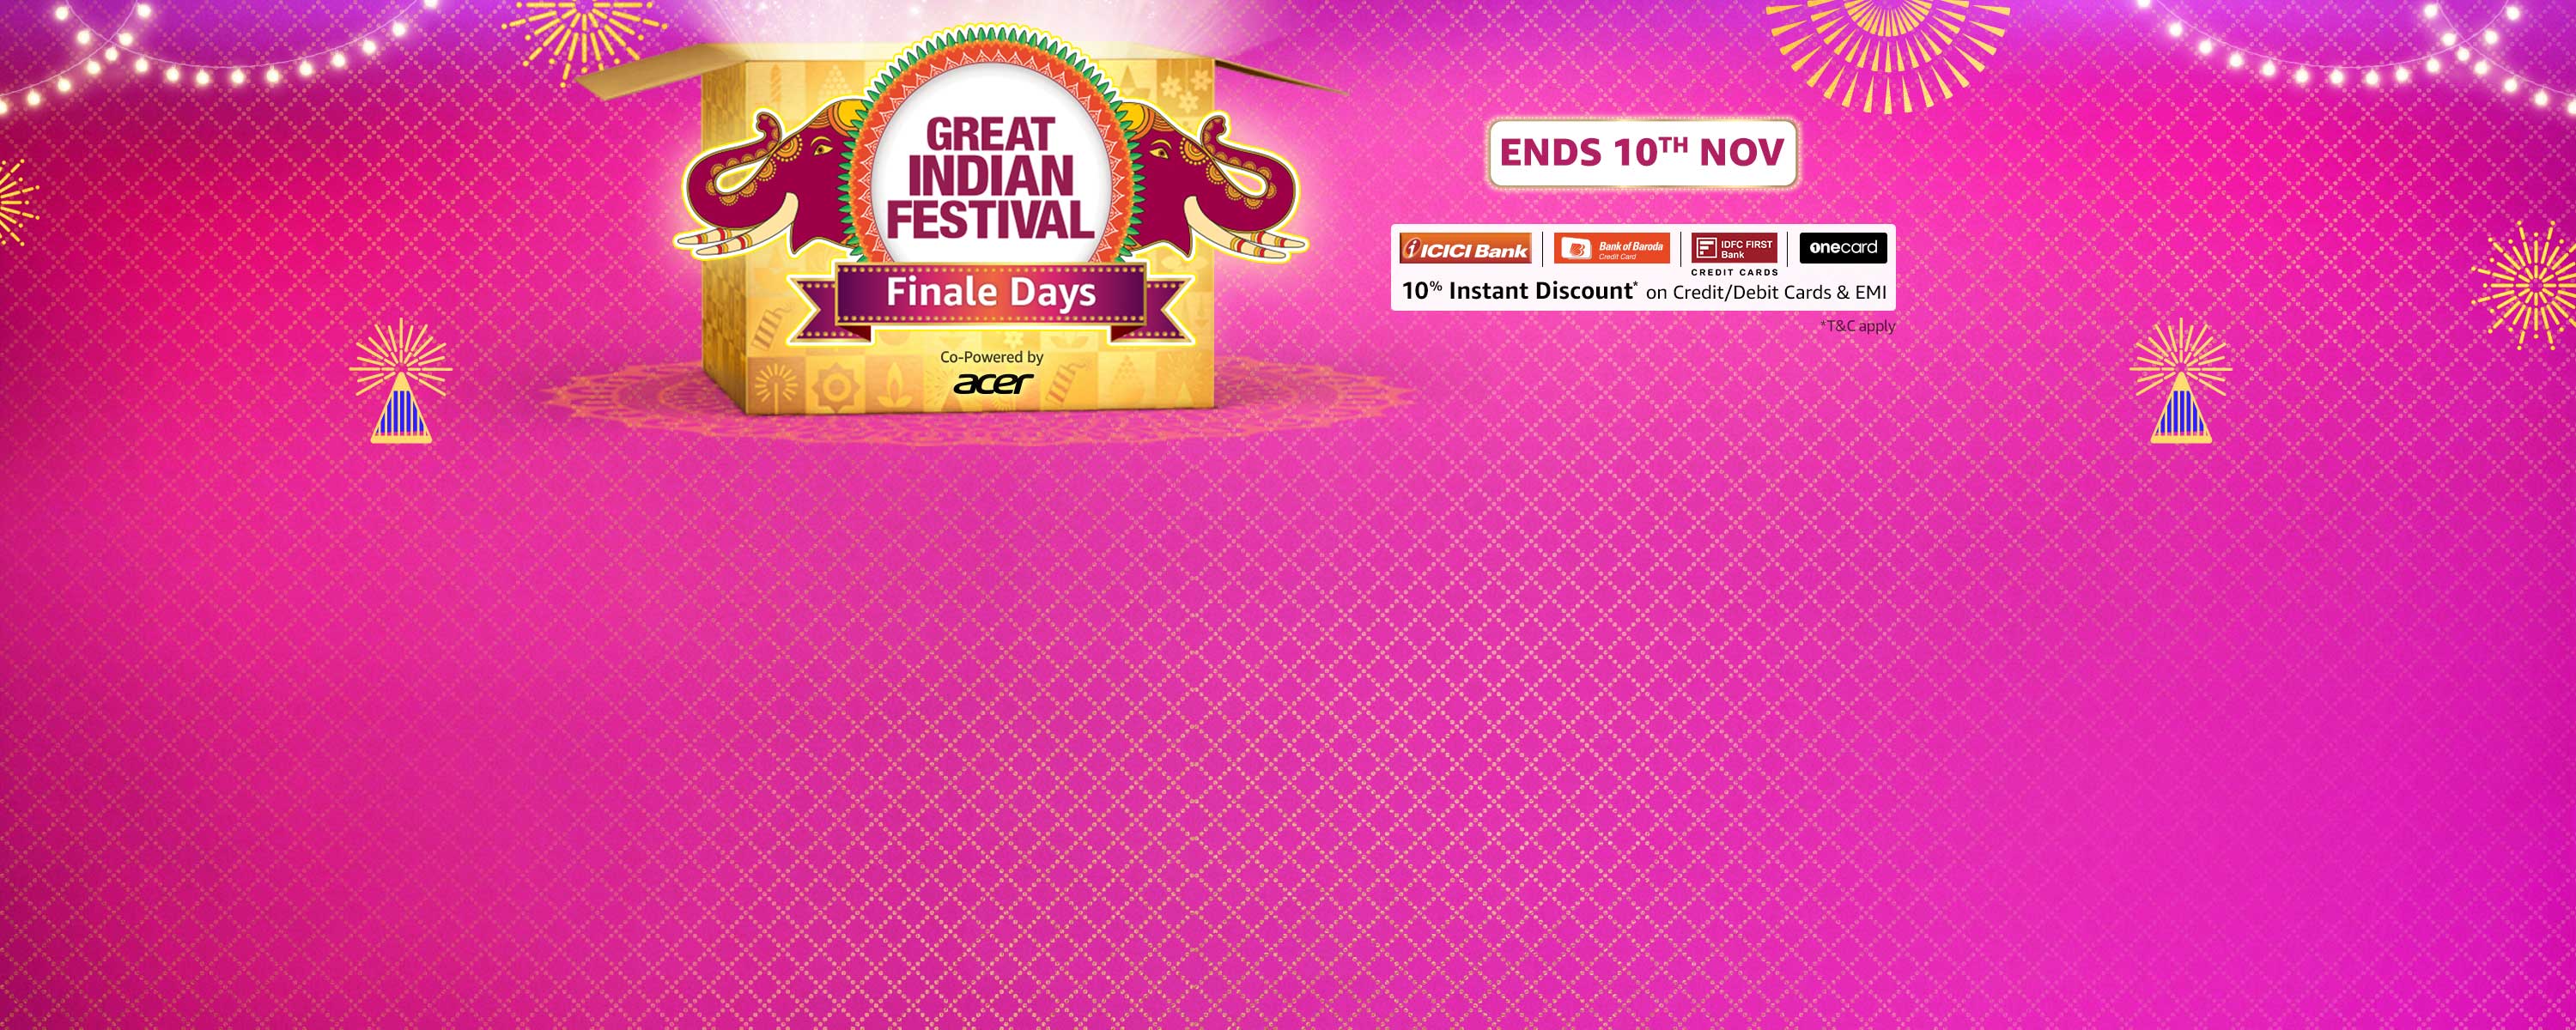 GREAT
INDIAN
FESTIVAL
Finale Days
Co-Powered by
acer
ENDS 10TH NOV
ICICI Bank
Bank of Baroda
Credit Card
IDFC FIRST
Bank
CREDIT CARDS
onecard
10% Instant Discount* on Credit/Debit Cards & EMI
*T&C apply